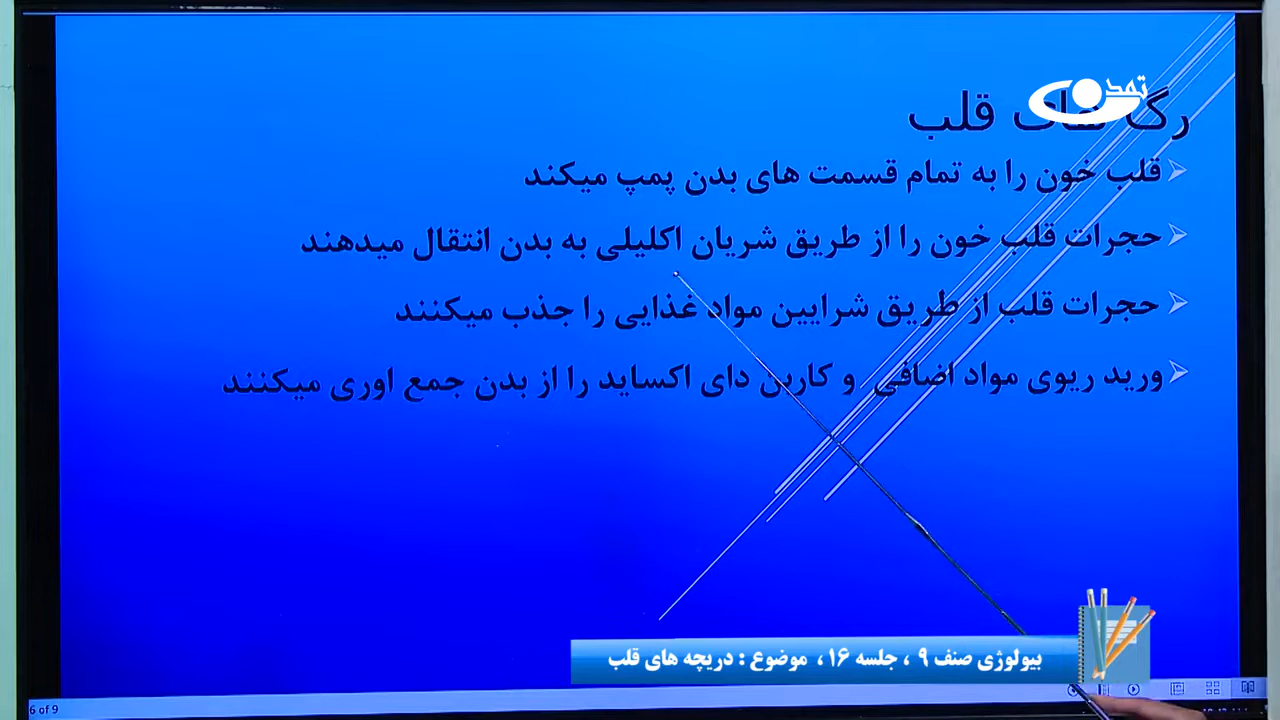 تمدن
رگ های قلب
قلب خون را به تمام قسمت های بدن پمپ میکند
حجرات قلب خون را از طریق شریان اکلیلی به بدن انتقال میدهند
حجرات قلب از طریق شرایین مواد غذایی را جذب میکنند
ورید ریوی مواد اضافی و کاربن دای اکساید را از بدن جمع اوری میکنند
بیولوژی صنف ۹ ، جلسه ۱۶ ، موضوع : دریچه های قلب
6 of 9